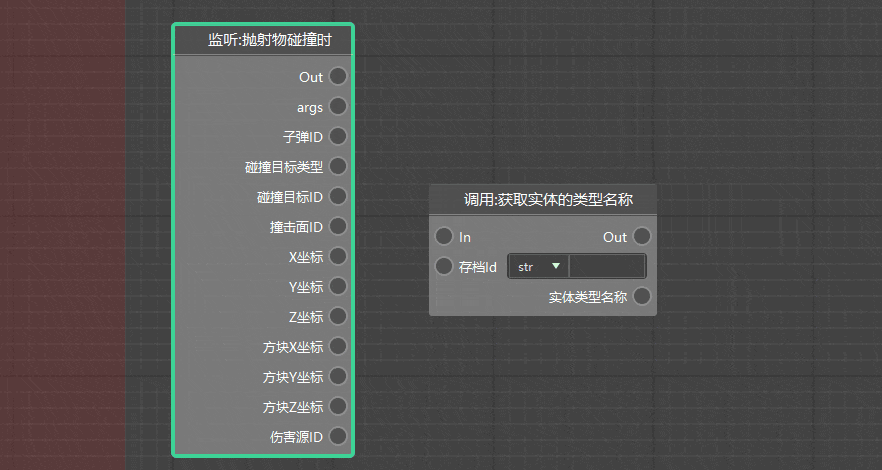 监听:抛射物碰撞时
Out
args
子弹ID
碰撞目标类型
碰撞目标ID
撞击面ID
X坐标
Y坐标
Z坐标
方块X坐标
方块Y坐标
方块Z坐标
伤害源ID
调用:获取实体的类型名称
In Out
存档Id str
实体类型名称